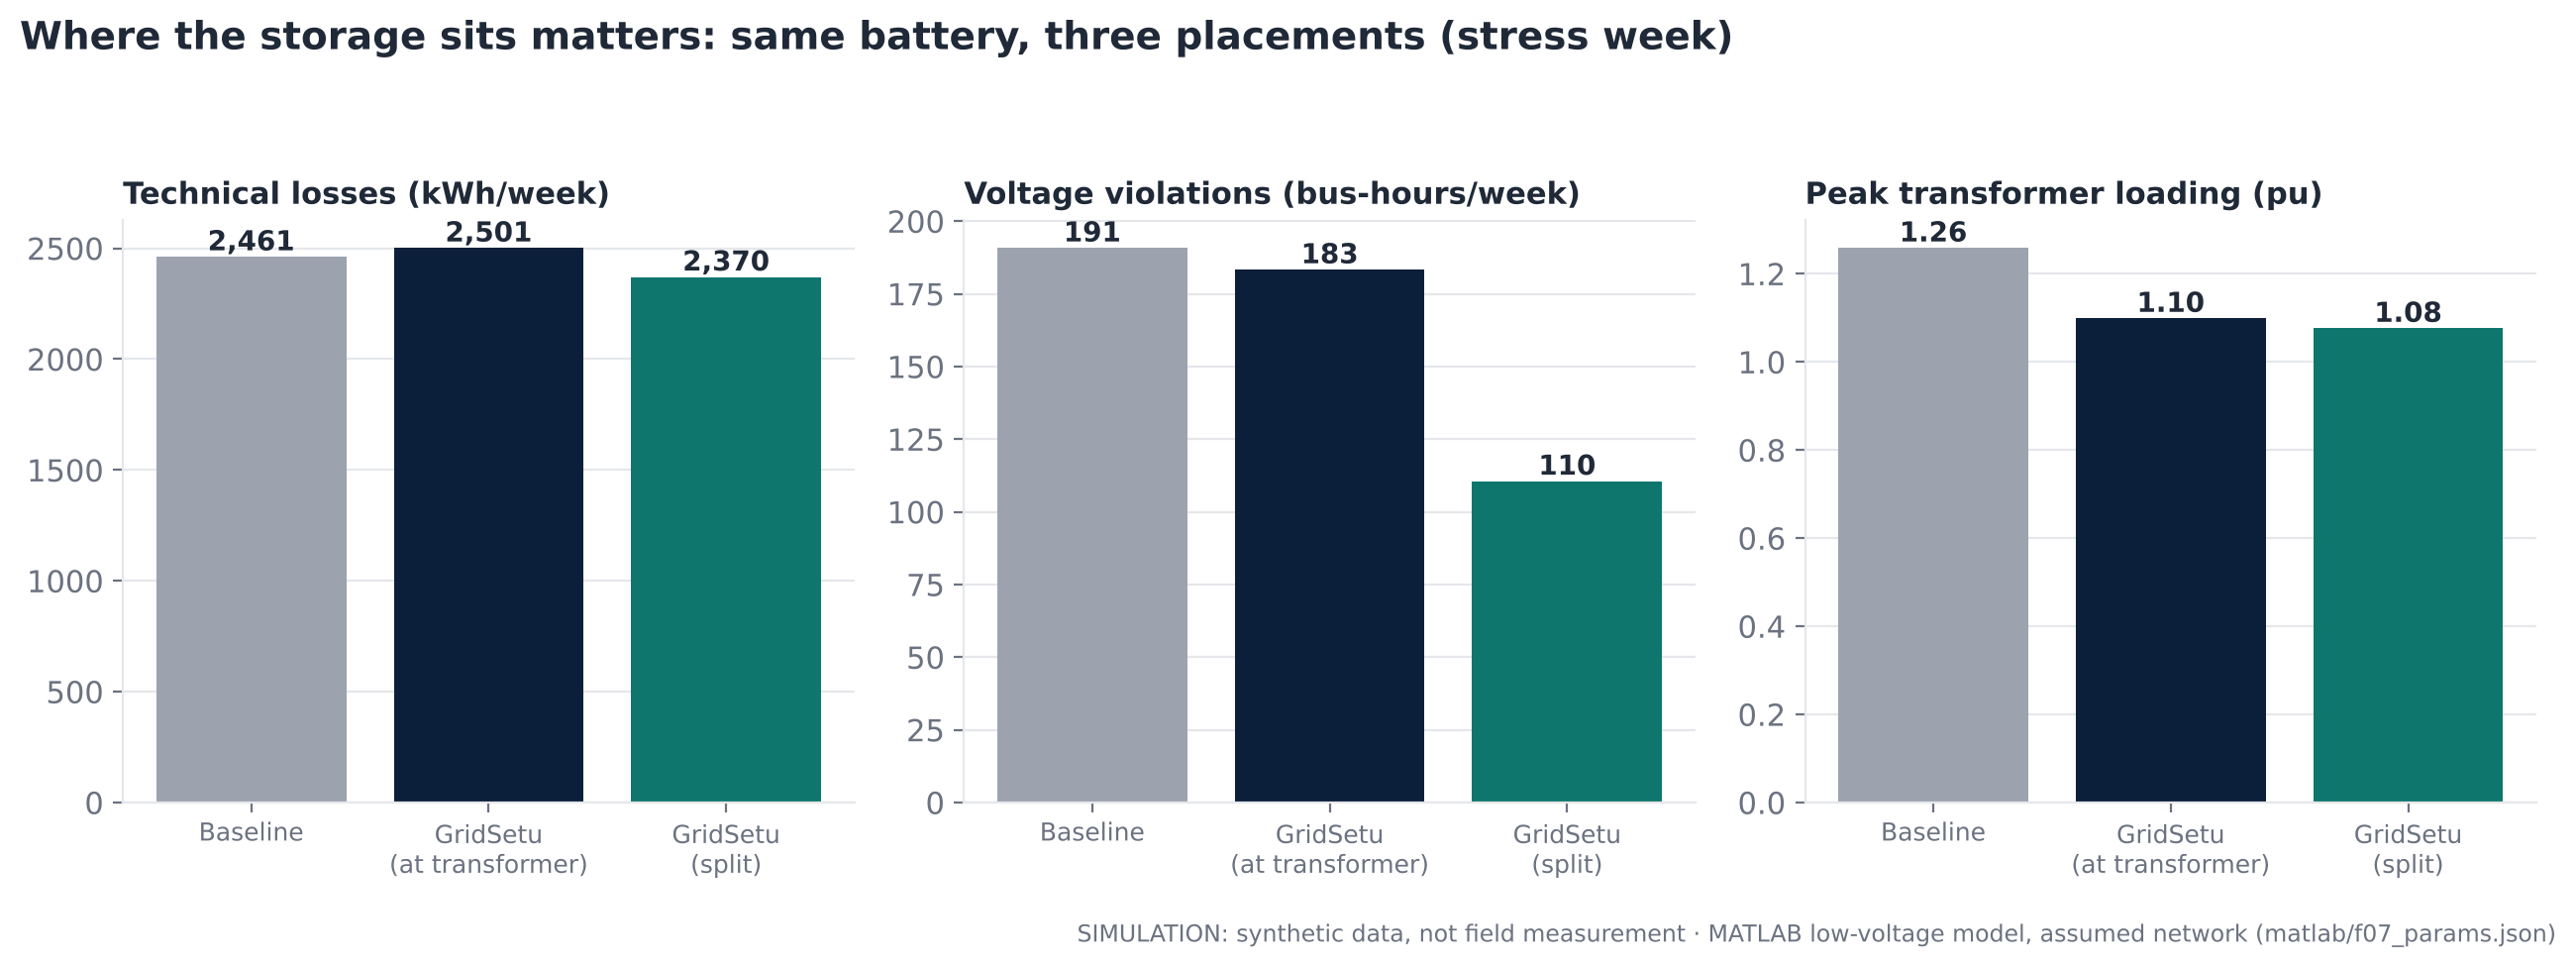 Where the storage sits matters: same battery, three placements (stress week)
Technical losses (kWh/week)
2500
2000
1500
1000
500
0
2,461
2,501
2,370
Baseline
GridSetu
(at transformer)
GridSetu
(split)
Voltage violations (bus-hours/week)
200
175
150
125
100
75
50
25
0
191
183
110
Baseline
GridSetu
(at transformer)
GridSetu
(split)
Peak transformer loading (pu)
1.2
1.0
0.8
0.6
0.4
0.2
0.0
1.26
1.10
1.08
Baseline
GridSetu
(at transformer)
GridSetu
(split)
SIMULATION: synthetic data, not field measurement · MATLAB low-voltage model, assumed network (matlab/f07_params.json)